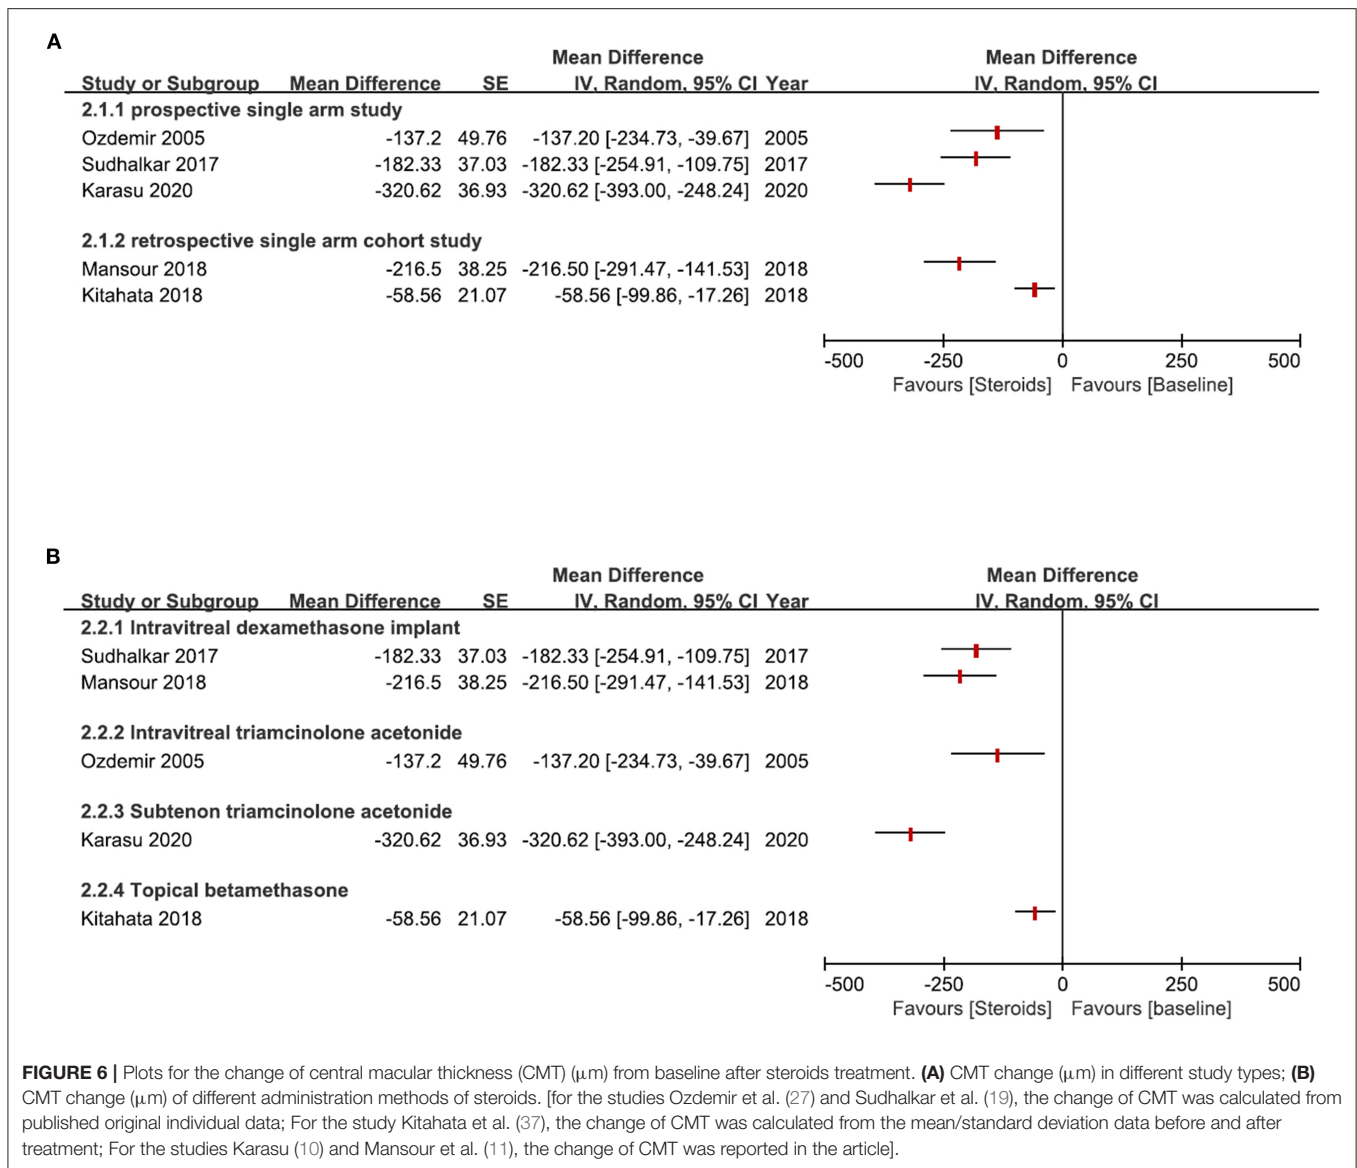 A
Mean Difference Mean Difference
Study or Subgroup Mean Difference SE IV, Random, 95% CI Year IV, Random, 95% CI
2.1.1 prospective single arm study
Ozdemir 2005 -137.2 49.76 -137.20 [-234.73, -39.67] 2005
Sudhalkar 2017 -182.33 37.03 -182.33 [-254.91, -109.75] 2017
Karasu 2020 -320.62 36.93 -320.62 [-393.00, -248.24] 2020
2.1.2 retrospective single arm cohort study
Mansour 2018 -216.5 38.25 -216.50 [-291.47, -141.53] 2018
Kitahata 2018 -58.56 21.07 -58.56 [-99.86, -17.26] 2018
-500 -250 0 250 500
Favours [Steroids] Favours [Baseline]
B
Mean Difference Mean Difference
Study or Subgroup Mean Difference SE IV, Random, 95% CI Year IV, Random, 95% CI
2.2.1 Intravitreal dexamethasone implant
Sudhalkar 2017 -182.33 37.03 -182.33 [-254.91, -109.75] 2017
Mansour 2018 -216.5 38.25 -216.50 [-291.47, -141.53] 2018
2.2.2 Intravitreal triamcinolone acetonide
Ozdemir 2005 -137.2 49.76 -137.20 [-234.73, -39.67] 2005
2.2.3 Subtenon triamcinolone acetonide
Karasu 2020 -320.62 36.93 -320.62 [-393.00, -248.24] 2020
2.2.4 Topical betamethasone
Kitahata 2018 -58.56 21.07 -58.56 [-99.86, -17.26] 2018
-500 -250 0 250 500
Favours [Steroids] Favours [baseline]
FIGURE 6 | Plots for the change of central macular thickness (CMT) (μm) from baseline after steroids treatment. (A) CMT change (μm) in different study types; (B)
CMT change (μm) of different administration methods of steroids. [for the studies Ozdemir et al. (27) and Sudhalkar et al. (19), the change of CMT was calculated from
published original individual data; For the study Kitahata et al. (37), the change of CMT was calculated from the mean/standard deviation data before and after
treatment; For the studies Karasu (10) and Mansour et al. (11), the change of CMT was reported in the article].